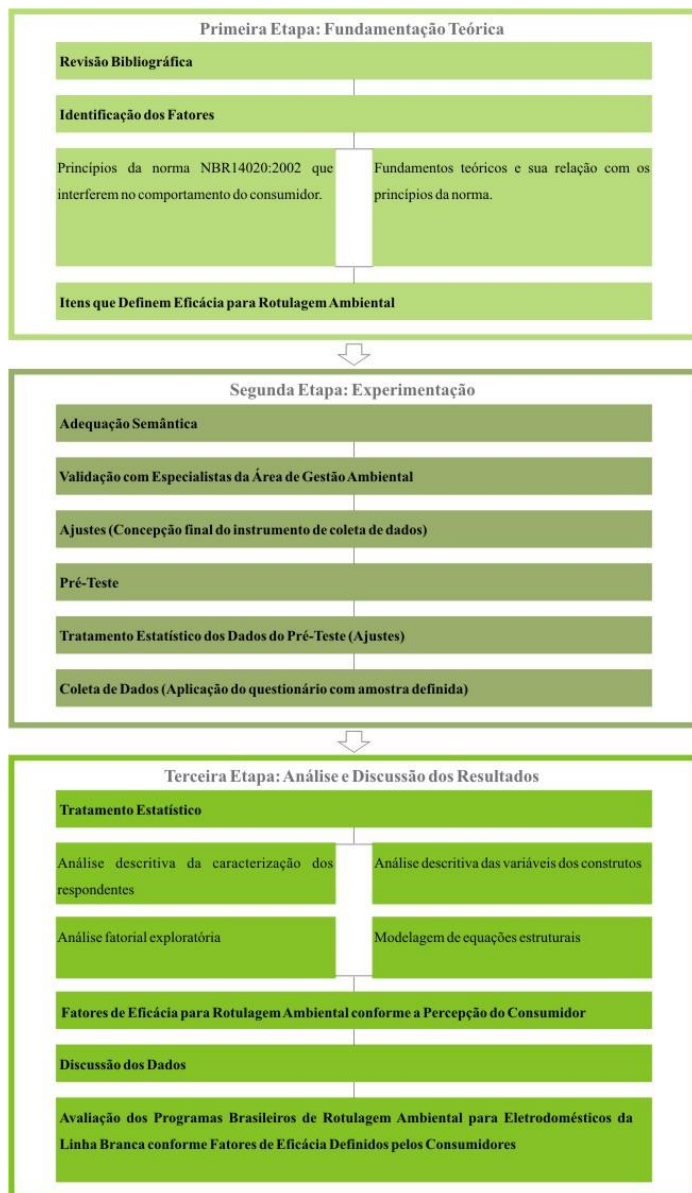 Primeira Etapa: Fundamentação Teórica
Revisão Bibliográfica
Identificação dos Fatores
Princípios da norma NBR14020:2002 que
interferem no comportamento do consumidor.
Fundamentos teóricos e sua relação com os
princípios da norma.
Itens que Definem Eficácia para Rotulagem Ambiental
Segunda Etapa: Experimentação
Adequação Semântica
Validação com Especialistas da Área de Gestão Ambiental
Ajustes (Concepção final do instrumento de coleta de dados)
Pré-Teste
Tratamento Estatístico dos Dados do Pré-Teste (Ajustes)
Coleta de Dados (Aplicação do questionário com amostra definida)
Terceira Etapa: Análise e Discussão dos Resultados
Tratamento Estatístico
Análise descritiva da caracterização dos
respondentes
Análise descritiva das variáveis dos construtos
Análise fatorial exploratória
Modelagem de equações estruturais
Fatores de Eficácia para Rotulagem Ambiental conforme a Percepção do Consumidor
Discussão dos Dados
Avaliação dos Programas Brasileiros de Rotulagem Ambiental para Eletrodomésticos da
Linha Branca conforme Fatores de Eficácia Definidos pelos Consumidores